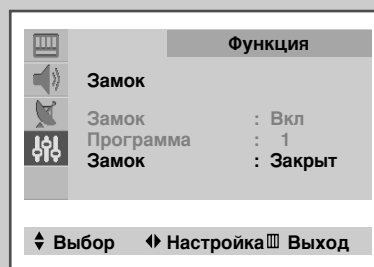 Функция
Замок
Замок : Вкл
Программа : 1
Замок : Закрыт
Выбор Настройка Выход